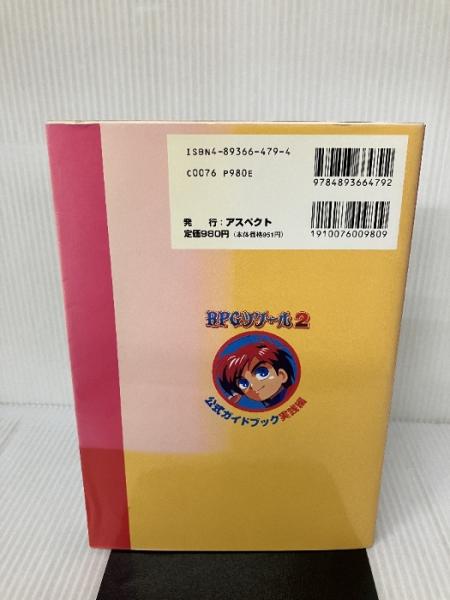 ISBN4-89366-479-4
C0076 P980E
9784893664792
発 行：アスペクト
定価980円（本体価格951円）
1910076009809
RPGツクール2
公式ガイドブック実践編